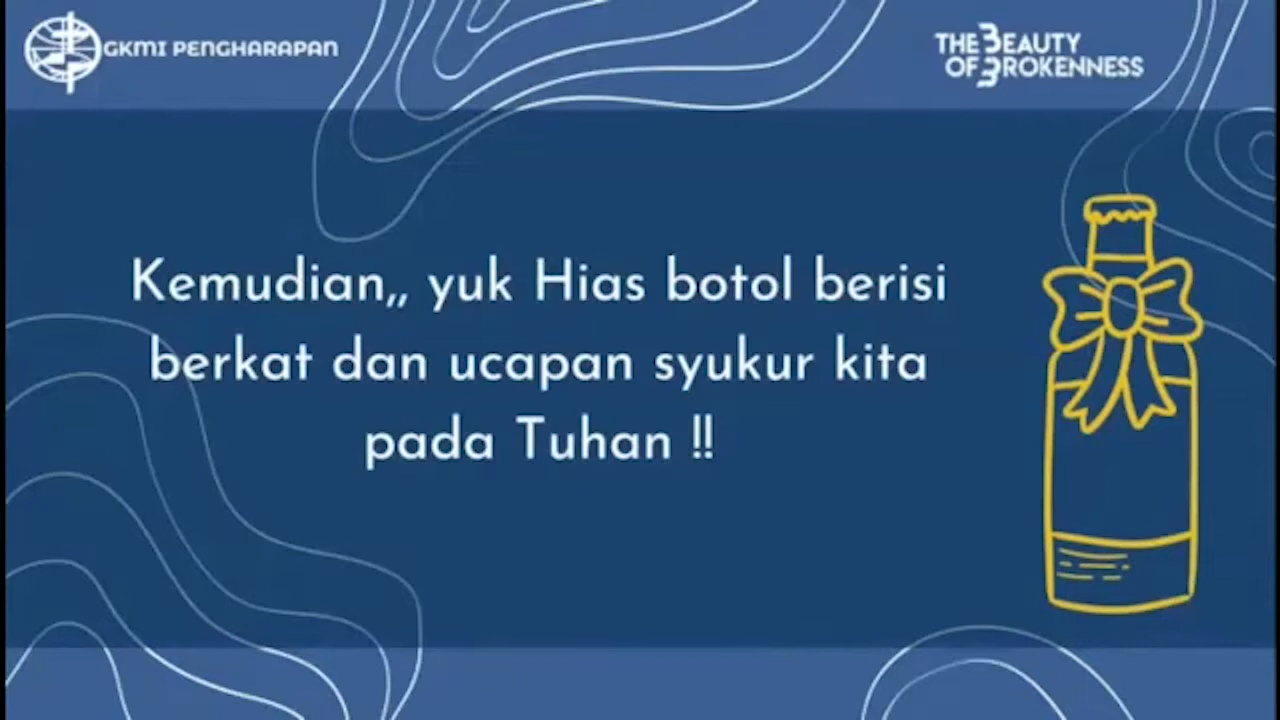 GKMI PENGHARAPAN
THE BEAUTY
OF BROKENNESS
Kemudian,, yuk Hias botol berisi
berkat dan ucapan syukur kita
pada Tuhan !!